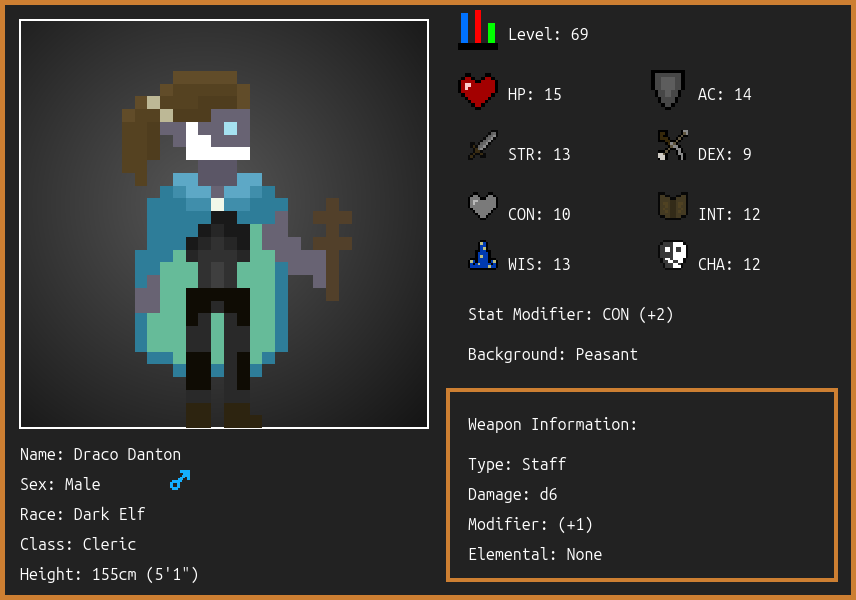 Level: 69
HP: 15
AC: 14
STR: 13
DEX: 9
CON: 10
INT: 12
WIS: 13
CHA: 12
Stat Modifier: CON (+2)
Background: Peasant
Weapon Information:
Type: Staff
Damage: d6
Modifier: (+1)
Elemental: None
Name: Draco Danton
Sex: Male
Race: Dark Elf
Class: Cleric
Height: 155cm (5'1")